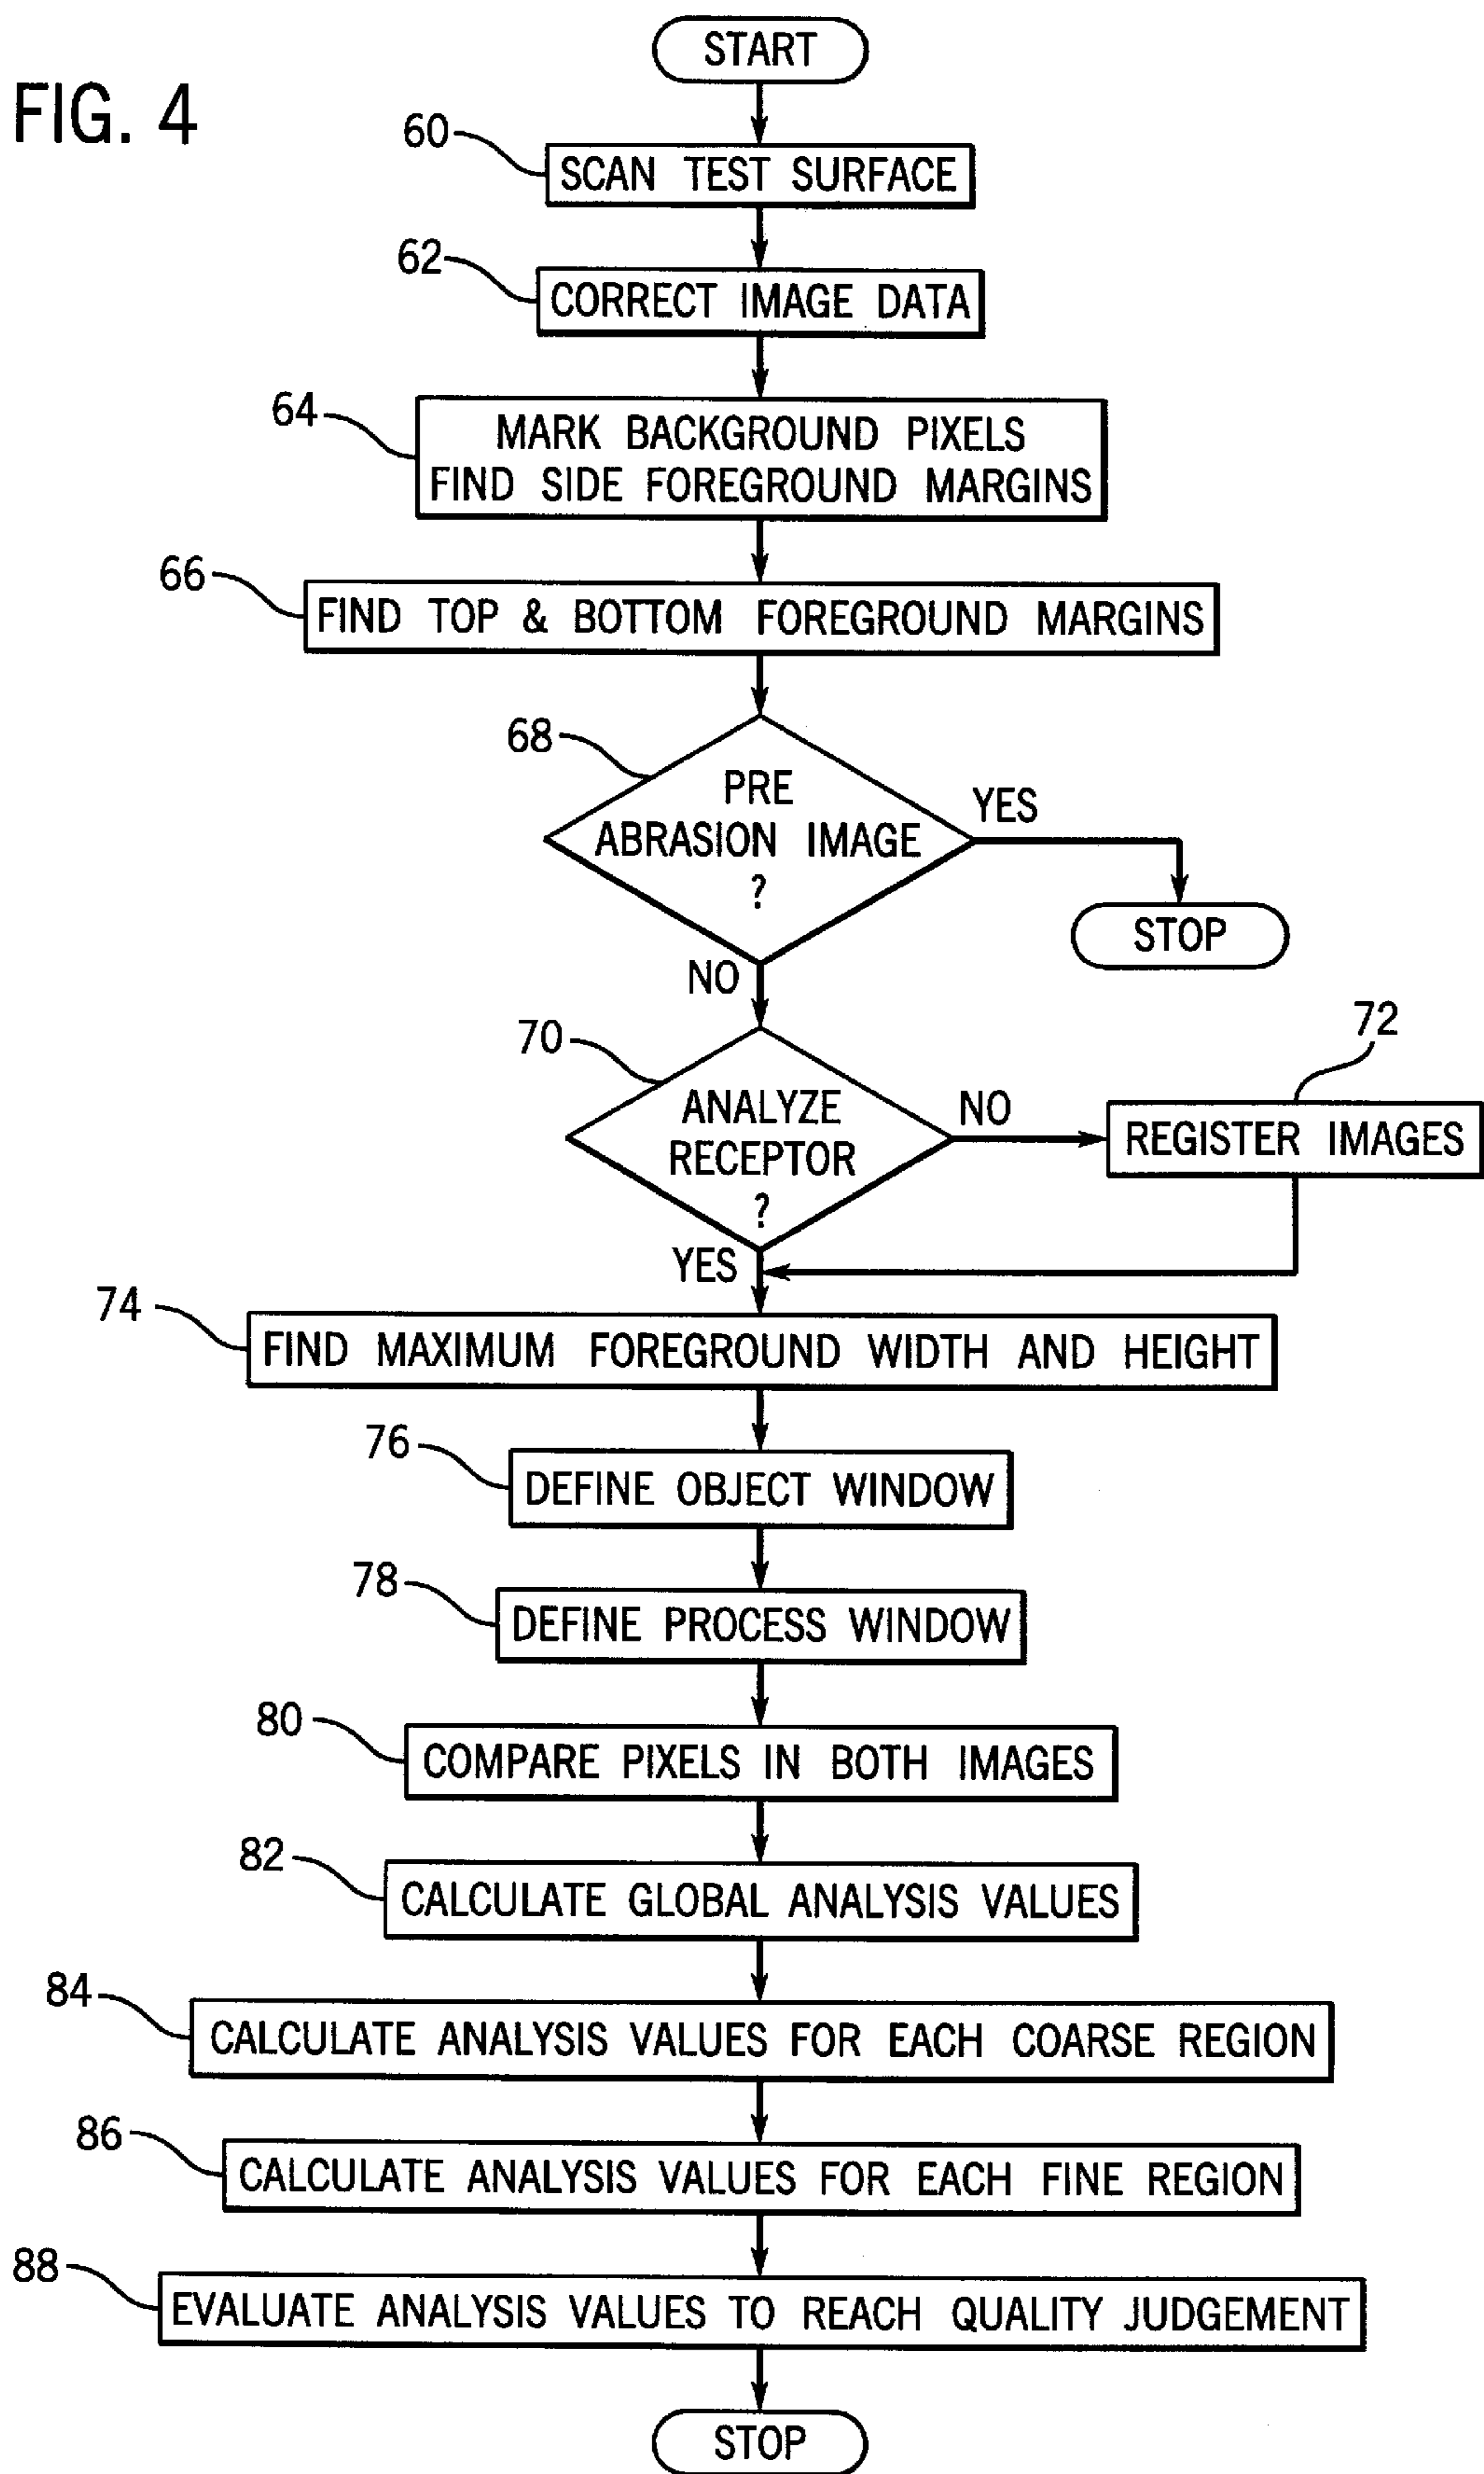 FIG. 4
START
60
SCAN TEST SURFACE
62
CORRECT IMAGE DATA
64
MARK BACKGROUND PIXELS
FIND SIDE FOREGROUND MARGINS
66
FIND TOP & BOTTOM FOREGROUND MARGINS
68
PRE
ABRASION IMAGE
?
YES
STOP
NO
70
ANALYZE
RECEPTOR
?
NO
72
REGISTER IMAGES
YES
74
FIND MAXIMUM FOREGROUND WIDTH AND HEIGHT
76
DEFINE OBJECT WINDOW
78
DEFINE PROCESS WINDOW
80
COMPARE PIXELS IN BOTH IMAGES
82
CALCULATE GLOBAL ANALYSIS VALUES
84
CALCULATE ANALYSIS VALUES FOR EACH COARSE REGION
86
CALCULATE ANALYSIS VALUES FOR EACH FINE REGION
88
EVALUATE ANALYSIS VALUES TO REACH QUALITY JUDGEMENT
STOP